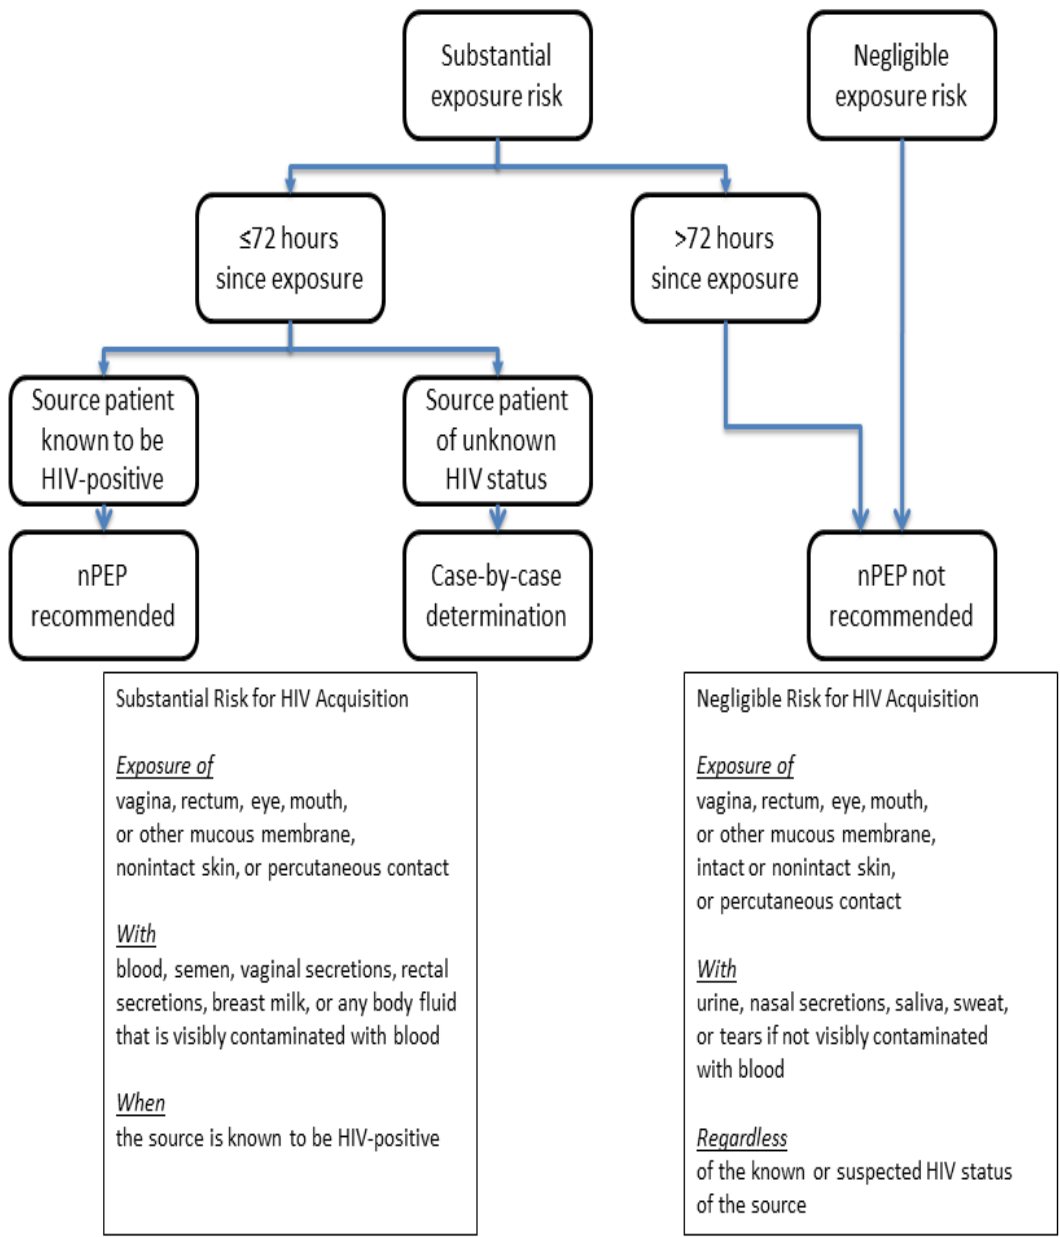 Substantial
exposure risk
Negligible
exposure risk
≤72 hours
since exposure
>72 hours
since exposure
Source patient
known to be
HIV-positive
Source patient
of unknown
HIV status
nPEP
recommended
Case-by-case
determination
nPEP not
recommended
Substantial Risk for HIV Acquisition
Exposure of
vagina, rectum, eye, mouth,
or other mucous membrane,
nonintact skin, or percutaneous contact
With
blood, semen, vaginal secretions, rectal
secretions, breast milk, or any body fluid
that is visibly contaminated with blood
When
the source is known to be HIV-positive
Negligible Risk for HIV Acquisition
Exposure of
vagina, rectum, eye, mouth,
or other mucous membrane,
intact or nonintact skin,
or percutaneous contact
With
urine, nasal secretions, saliva, sweat,
or tears if not visibly contaminated
with blood
Regardless
of the known or suspected HIV status
of the source